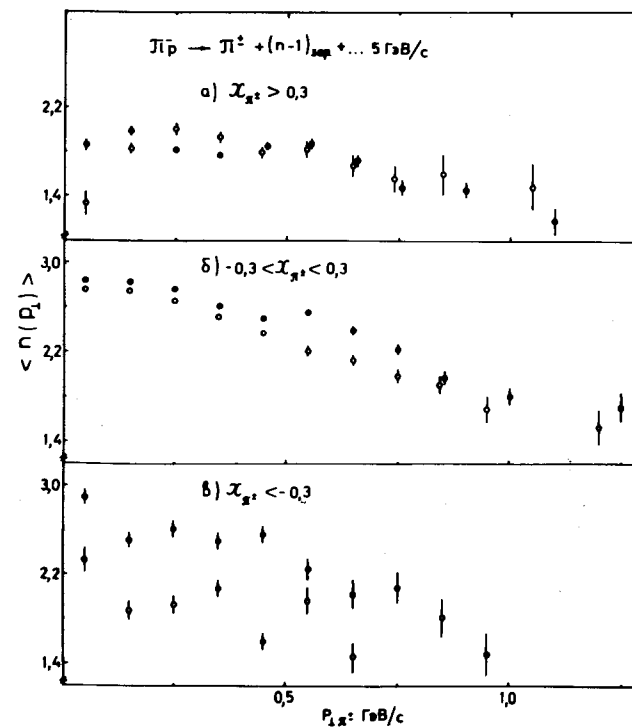 π⁻p → π± + (n-1)зар + ... 5 ГэВ/с
а) xπ± > 0,3
2,2
1,4
б) -0,3 < xπ± < 0,3
3,0
2,2
1,4
<n(p⊥)>
в) xπ± < -0,3
3,0
2,2
1,4
0,5 1,0
P⊥π± ГэВ/с